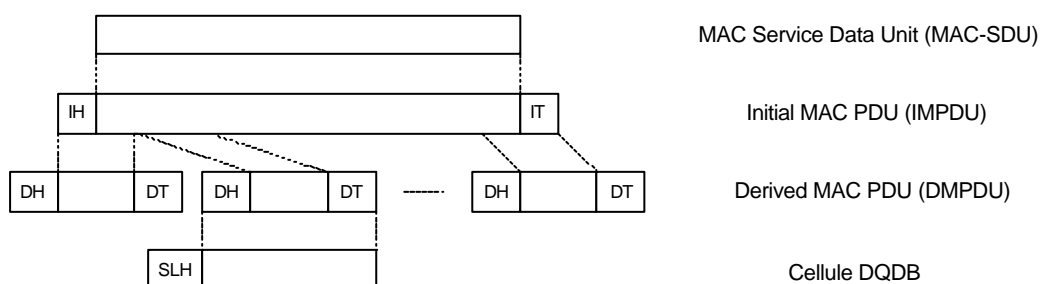 MAC Service Data Unit (MAC-SDU)
IH IT Initial MAC PDU (IMPDU)
DH DT DH DT DH DT Derived MAC PDU (DMPDU)
SLH Cellule DQDB